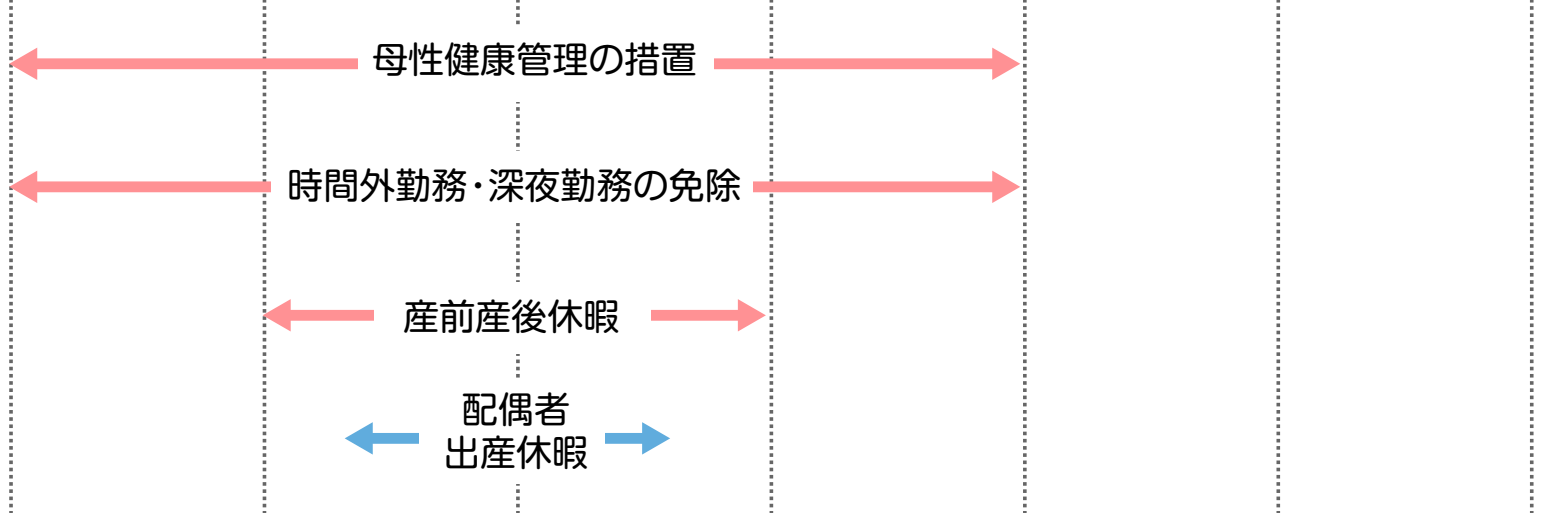 母性健康管理の措置
時間外勤務・深夜勤務の免除
産前産後休暇
配偶者
出産休暇